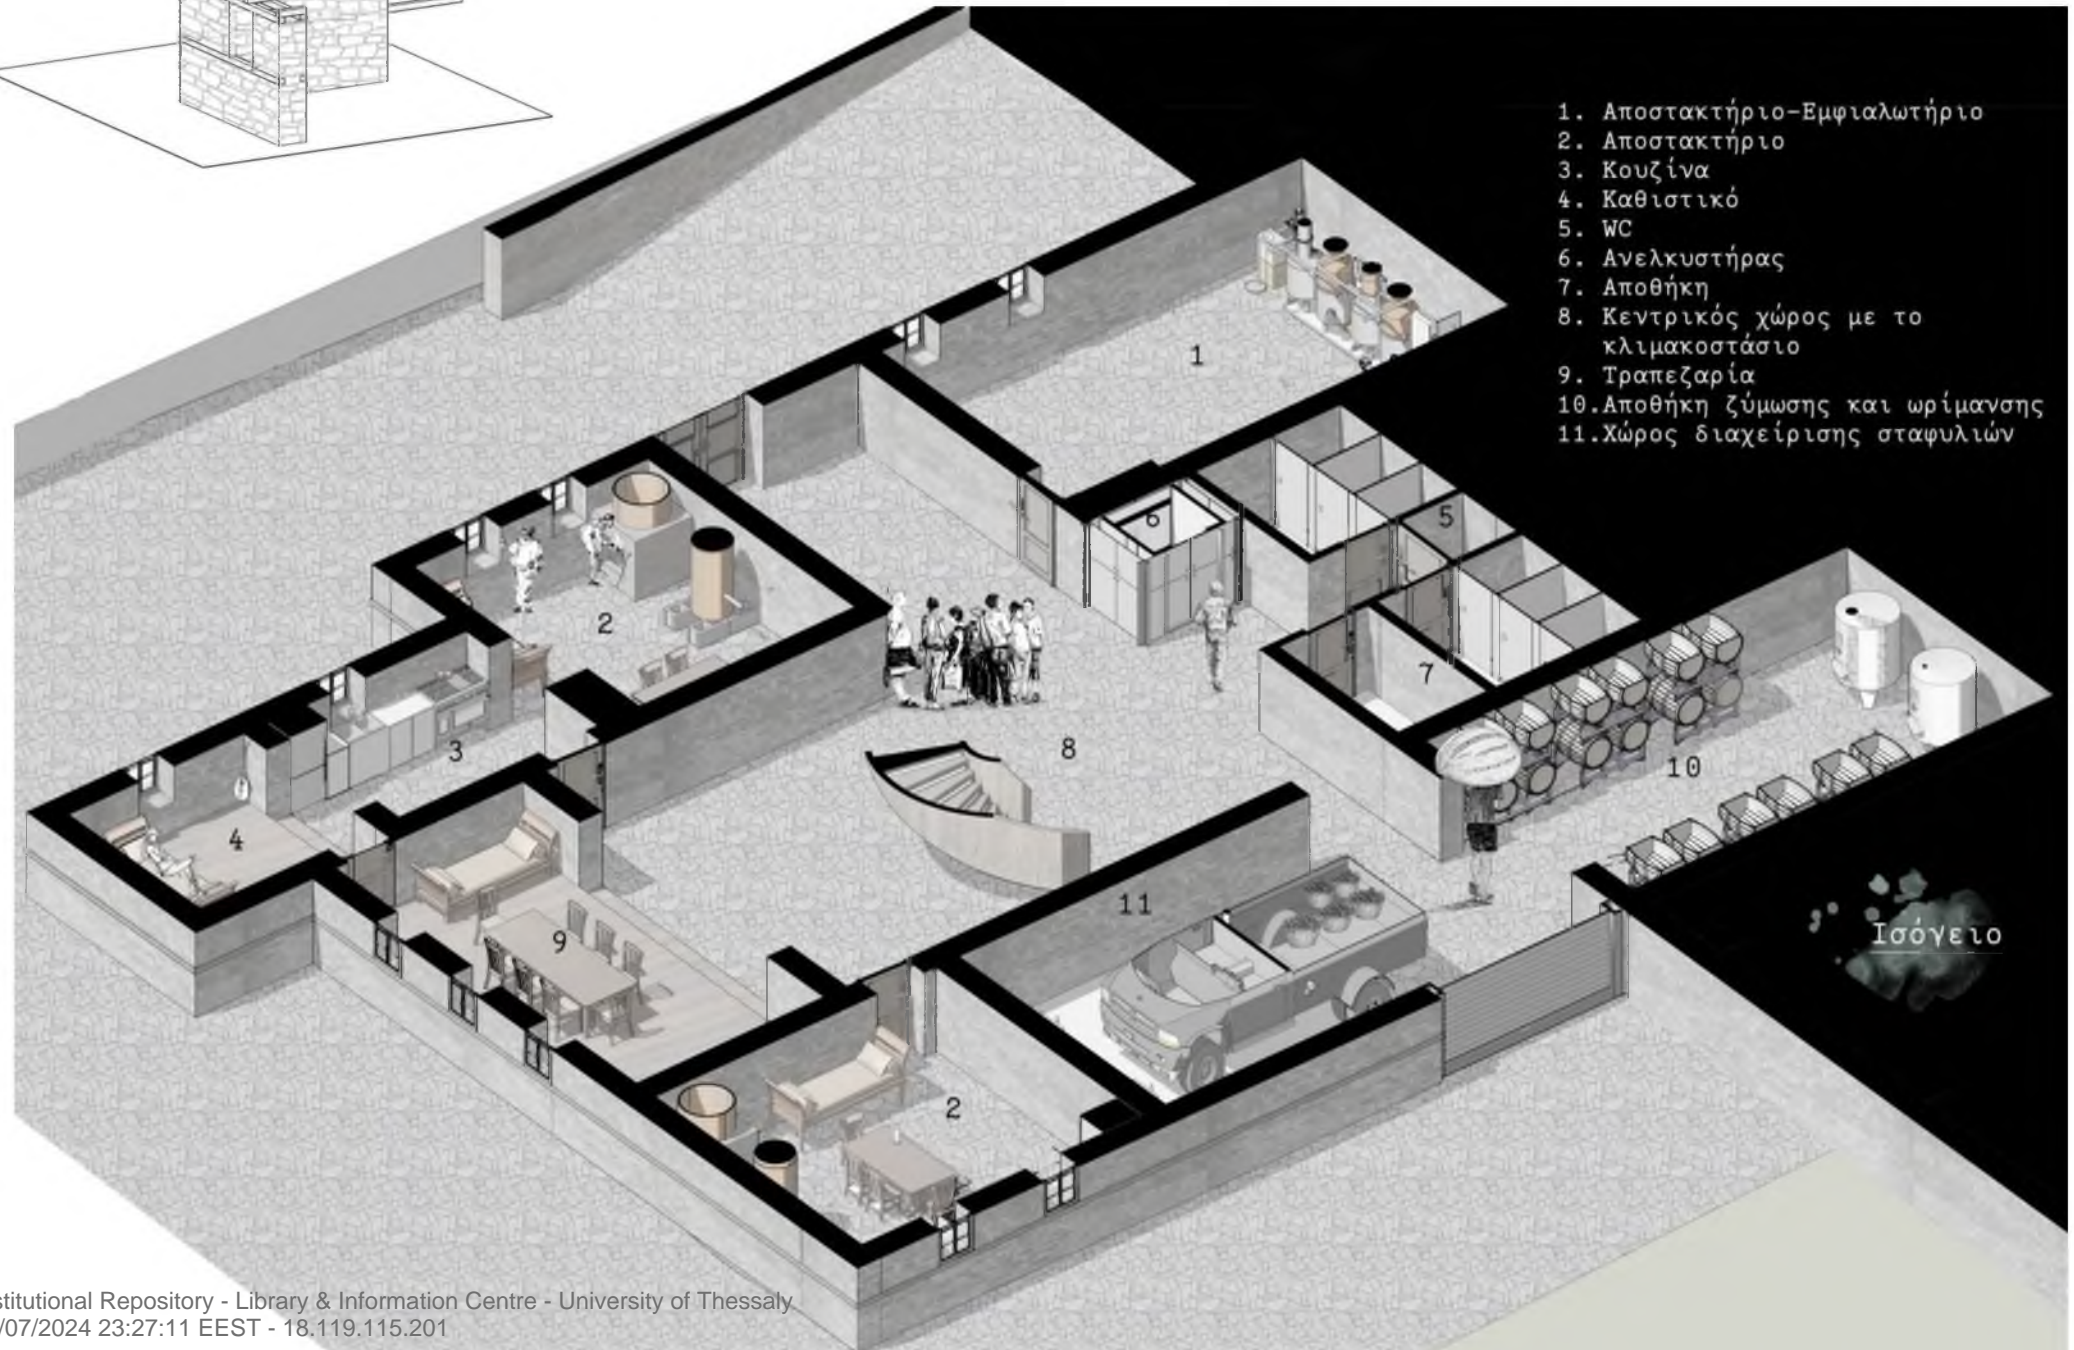 1. Αποστακτήριο-Εμφιαλωτήριο
2. Αποστακτήριο
3. Κουζίνα
4. Καθιστικό
5. WC
6. Ανελκυστήρας
7. Αποθήκη
8. Κεντρικός χώρος με το
κλιμακοστάσιο
9. Τραπεζαρία
10.Αποθήκη ζύμωσης και ωρίμανσης
11.Χώρος διαχείρισης σταφυλιών
1
6
5
2
7
3
8
10
4
11
9
Ισόγειο
2
stitutional Repository - Library & Information Centre - University of Thessaly
/07/2024 23:27:11 EEST - 18.119.115.201